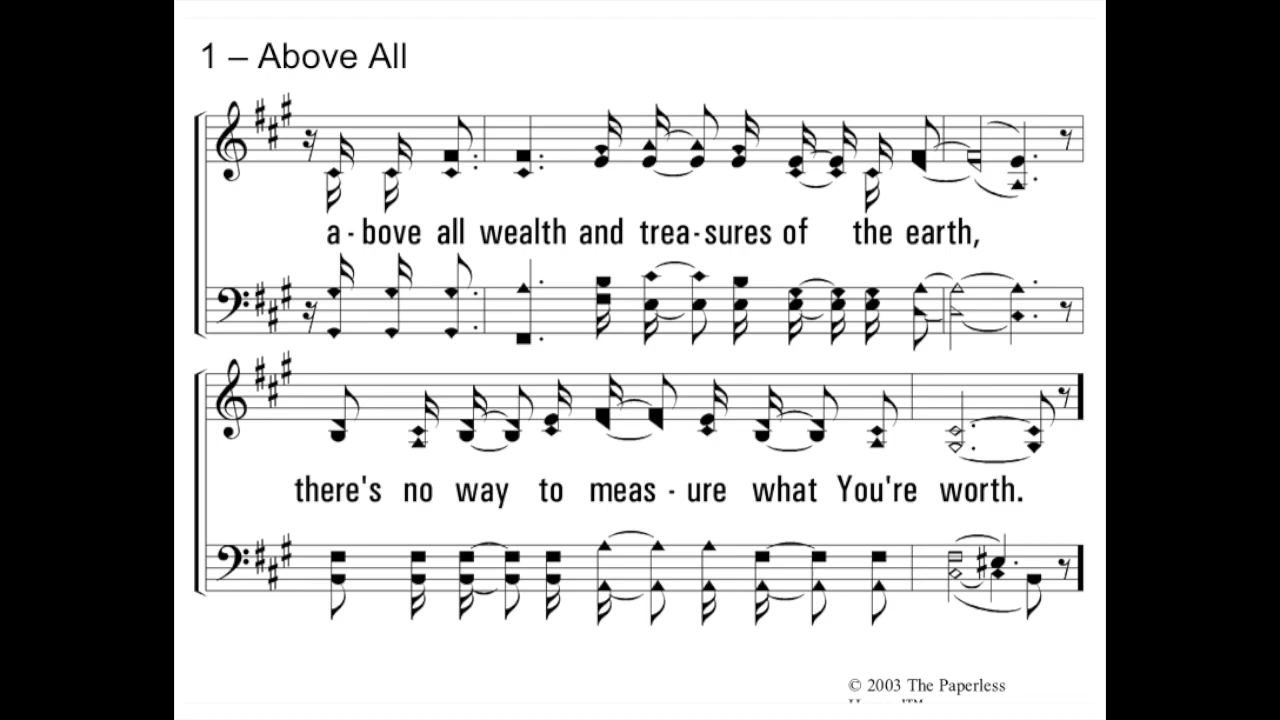 1 – Above All
a - bove all wealth and trea - sures of the earth,
there's no way to meas - ure what You're worth.
© 2003 The Paperless